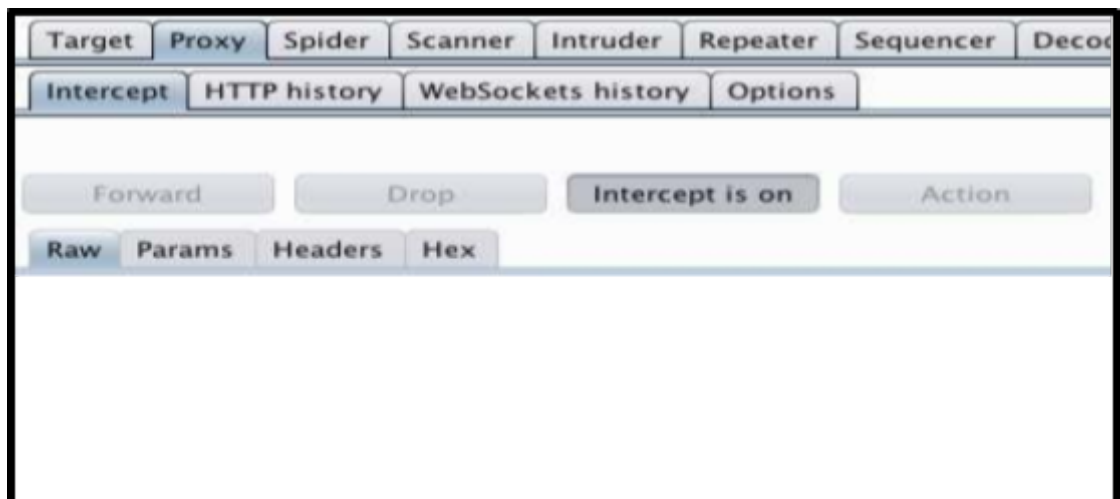 Target Proxy Spider Scanner Intruder Repeater Sequencer
Intercept HTTP history WebSockets history Options
Forward Drop Intercept is on Action
Raw Params Headers Hex